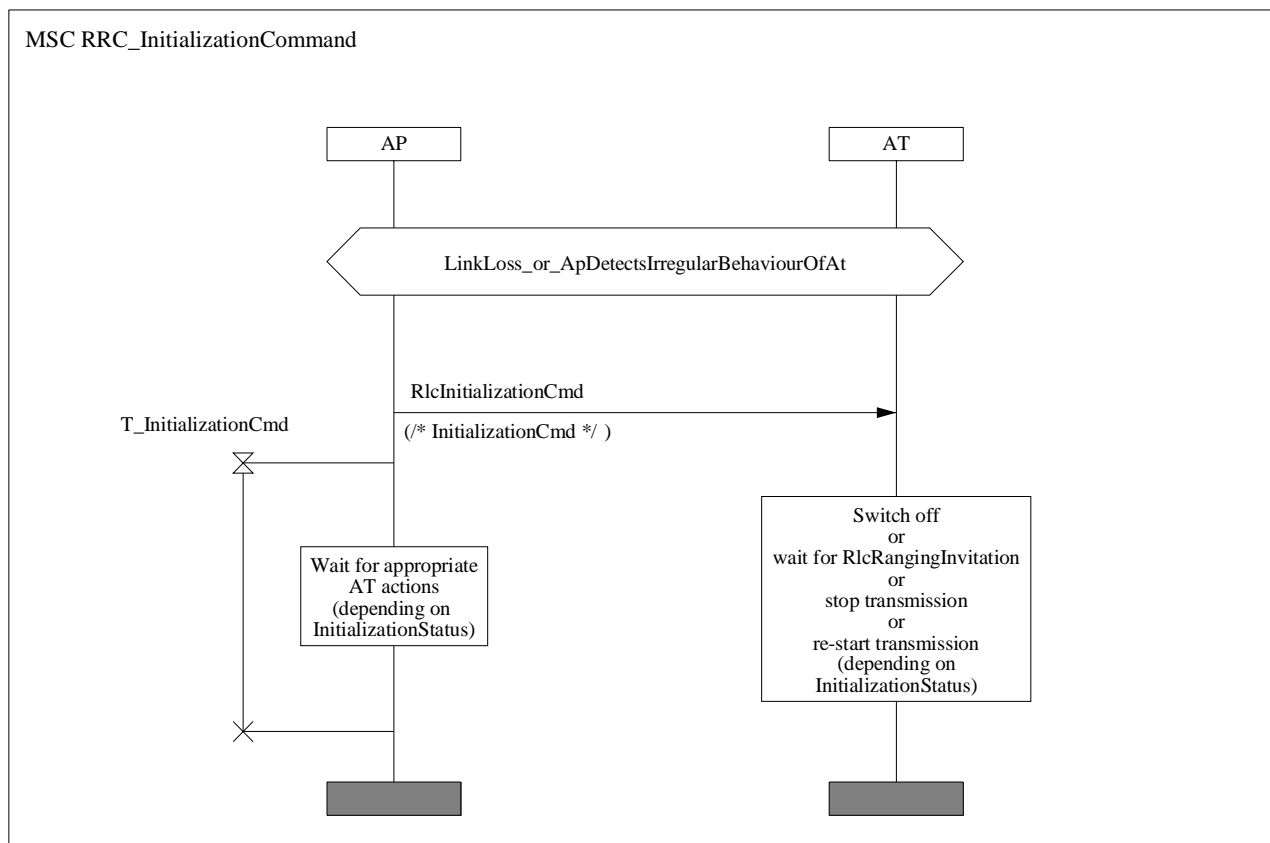 MSC RRC_InitializationCommand
AP
AT
LinkLoss_or_ApDetectsIrregularBehaviourOfAt
RlcInitializationCmd
(/* InitializationCmd */ )
T_InitializationCmd
Wait for appropriate
AT actions
(depending on
InitializationStatus)
Switch off
or
wait for RlcRangingInvitation
or
stop transmission
or
re-start transmission
(depending on
InitializationStatus)